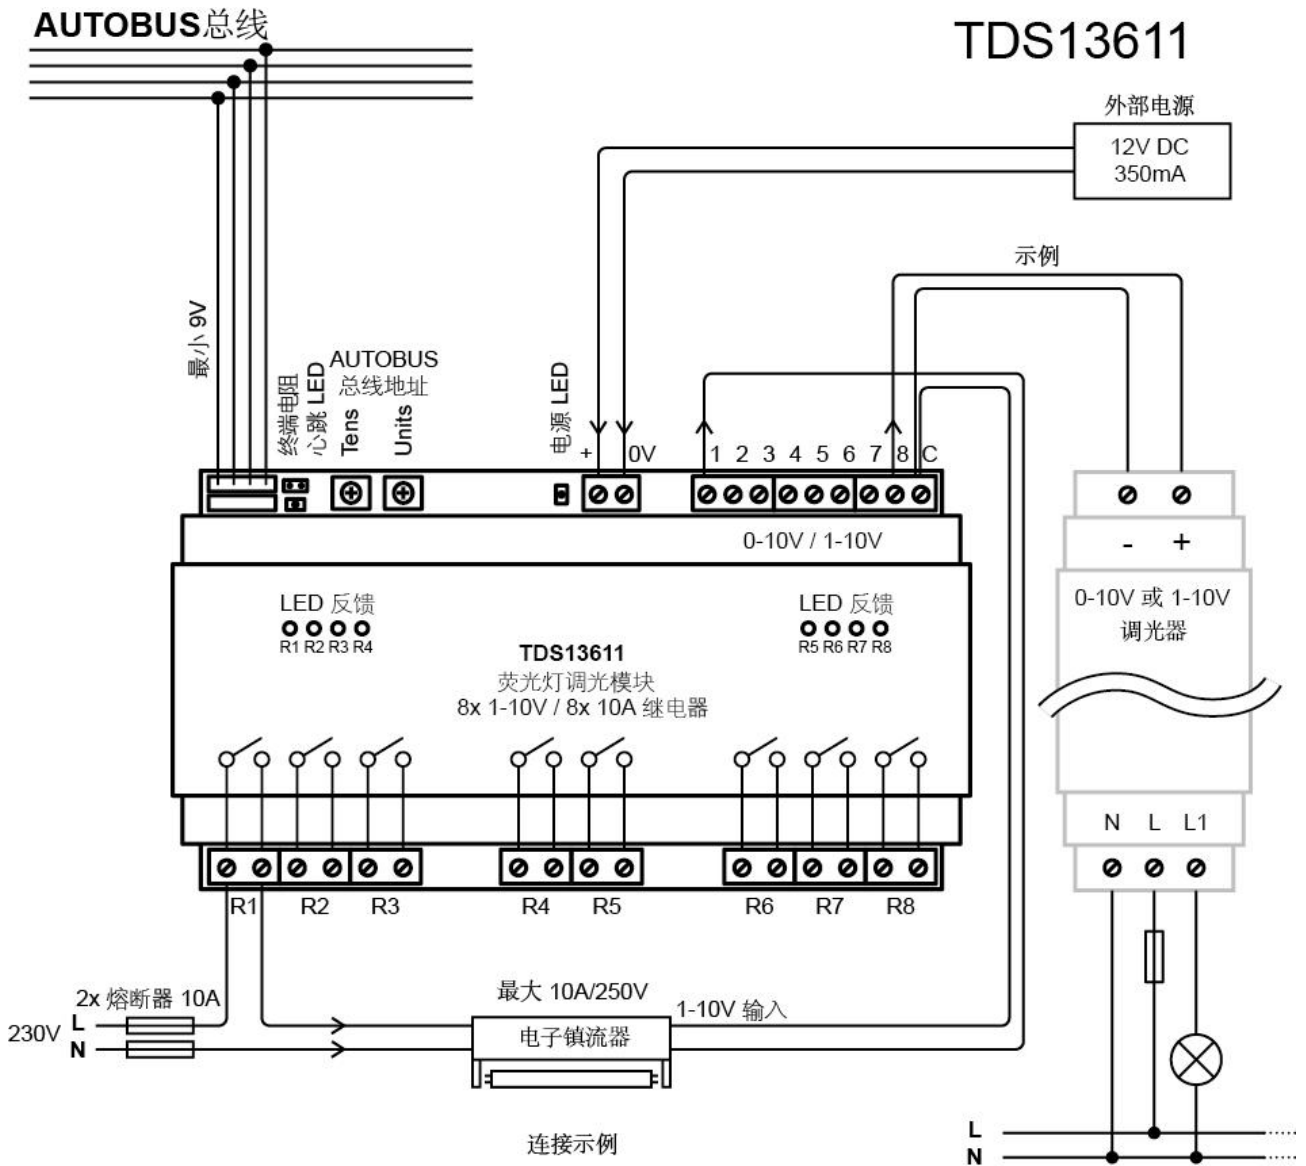 AUTOBUS总线
TDS13611
外部电源
12V DC
350mA
示例
最小 9V
终端电阻
心跳 LED
AUTOBUS
总线地址
Tens
Units
电源 LED
+ 0V
1 2 3 4 5 6 7 8 C
0-10V / 1-10V
- +
LED 反馈
R1 R2 R3 R4
LED 反馈
R5 R6 R7 R8
0-10V 或 1-10V
调光器
TDS13611
荧光灯调光模块
8x 1-10V / 8x 10A 继电器
N L L1
R1 R2 R3 R4 R5 R6 R7 R8
2x 熔断器 10A
最大 10A/250V
1-10V 输入
230V
L
N
电子镇流器
连接示例
L
N